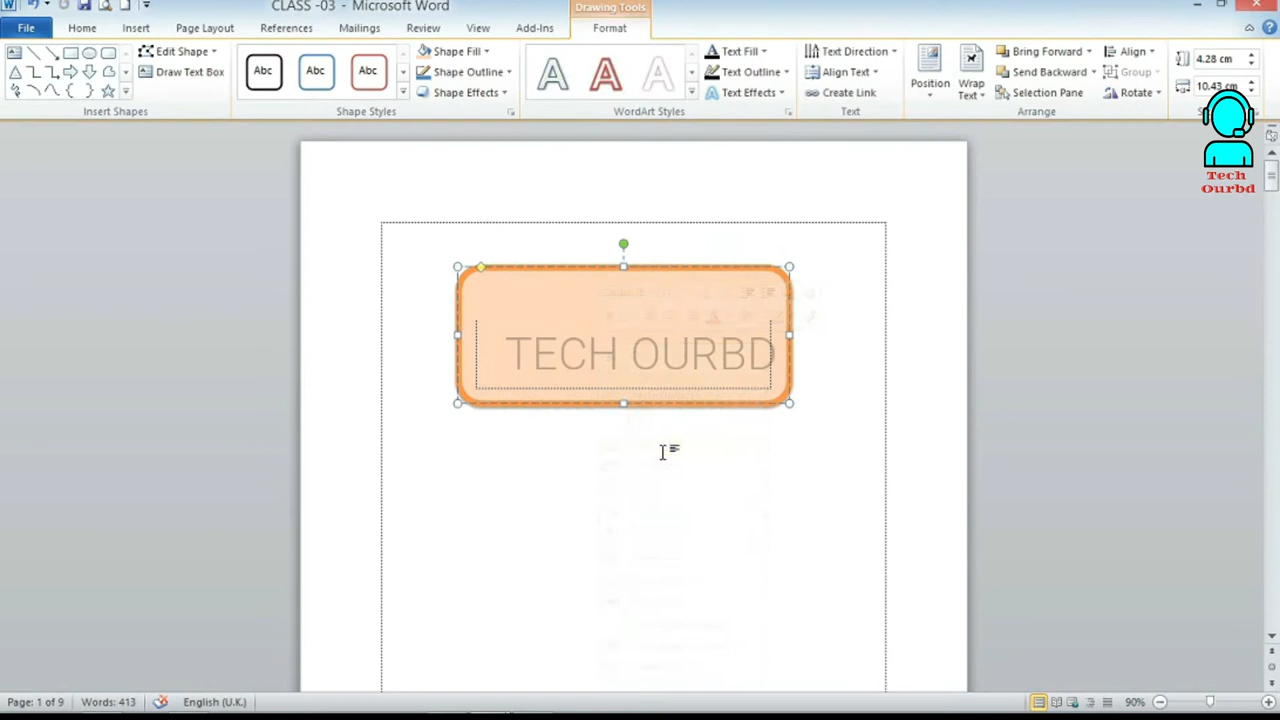 CLASS -03 - Microsoft Word
Drawing Tools
File Home Insert Page Layout References Mailings Review View Add-Ins Format
Edit Shape
Draw Text Box
Insert Shapes
Abc Abc Abc
Shape Fill
Shape Outline
Shape Effects
Shape Styles
Text Fill
Text Outline
Text Effects
WordArt Styles
Text Direction
Align Text
Create Link
Text
Position
Wrap
Text
Bring Forward
Send Backward
Selection Pane
Align
Group
Rotate
Arrange
4.28 cm
10.43 cm
Tech
Ourbd
TECH OURBD
Page: 1 of 9 Words: 413 English (U.K.) 90%